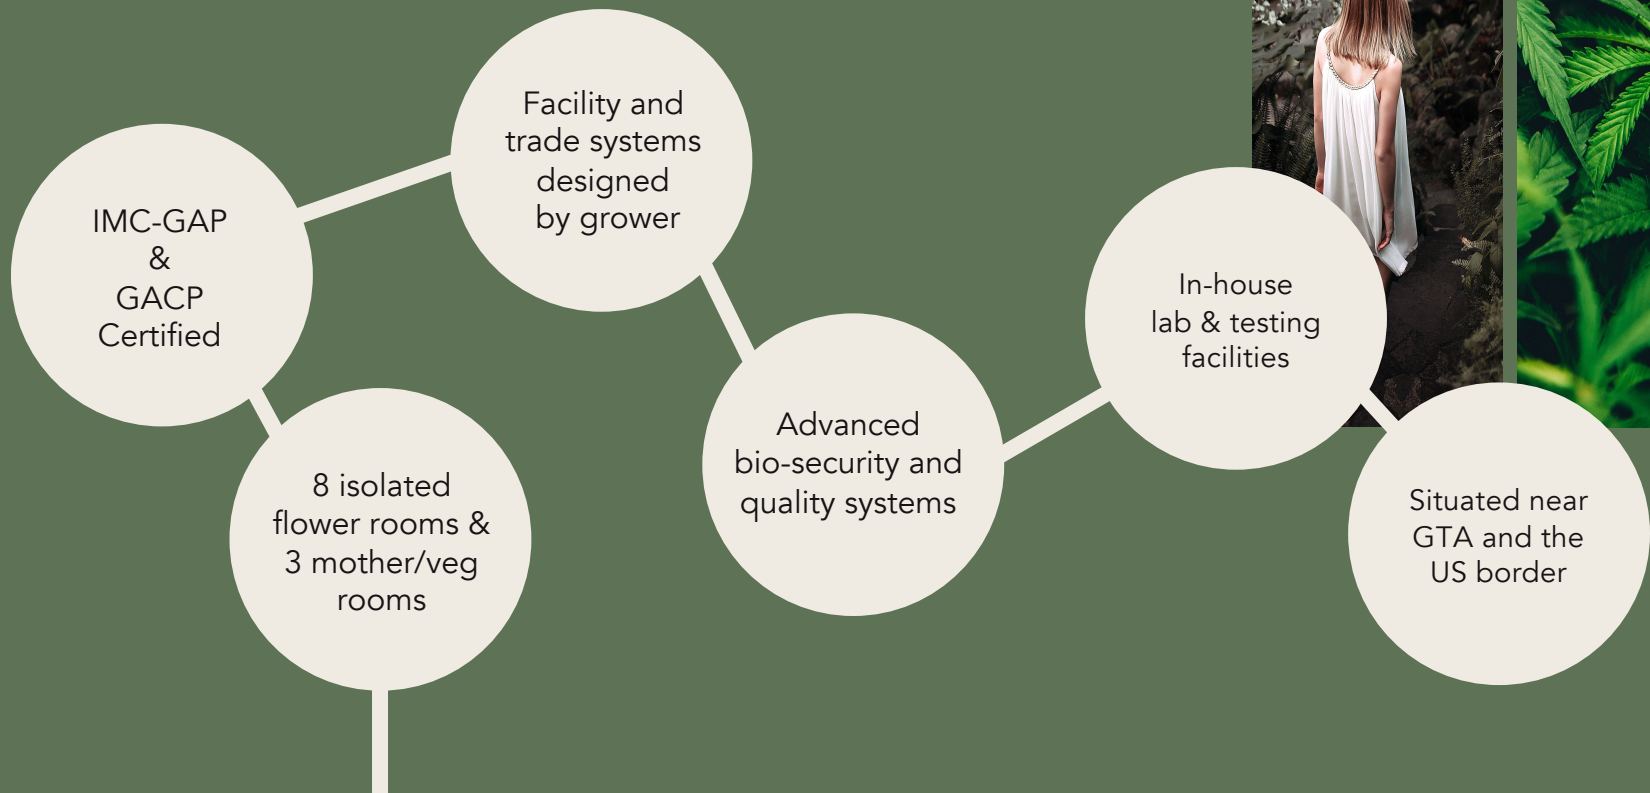 Facility and
trade systems
designed
by grower
IMC-GAP
&
GACP
Certified
In-house
lab & testing
facilities
Advanced
bio-security and
quality systems
8 isolated
flower rooms &
3 mother/veg
rooms
Situated near
GTA and the
US border